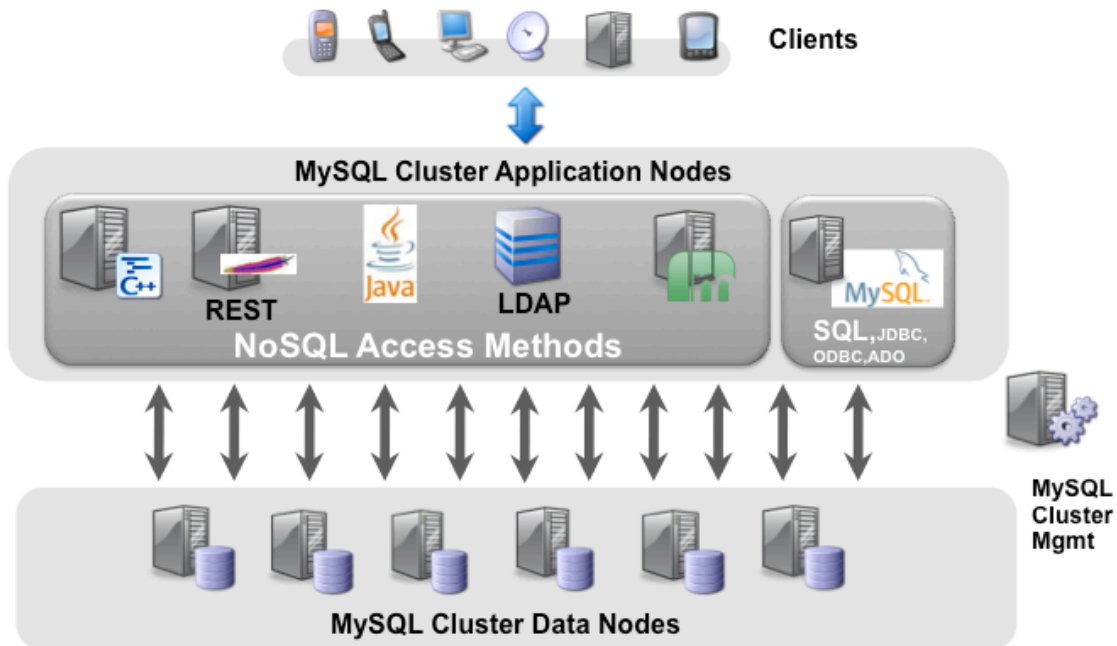 Clients
MySQL Cluster Application Nodes
C++
REST
Java
LDAP
m
MySQL™
NoSQL Access Methods
SQL,JDBC,
ODBC,ADO
MySQL
Cluster
Mgmt
MySQL Cluster Data Nodes